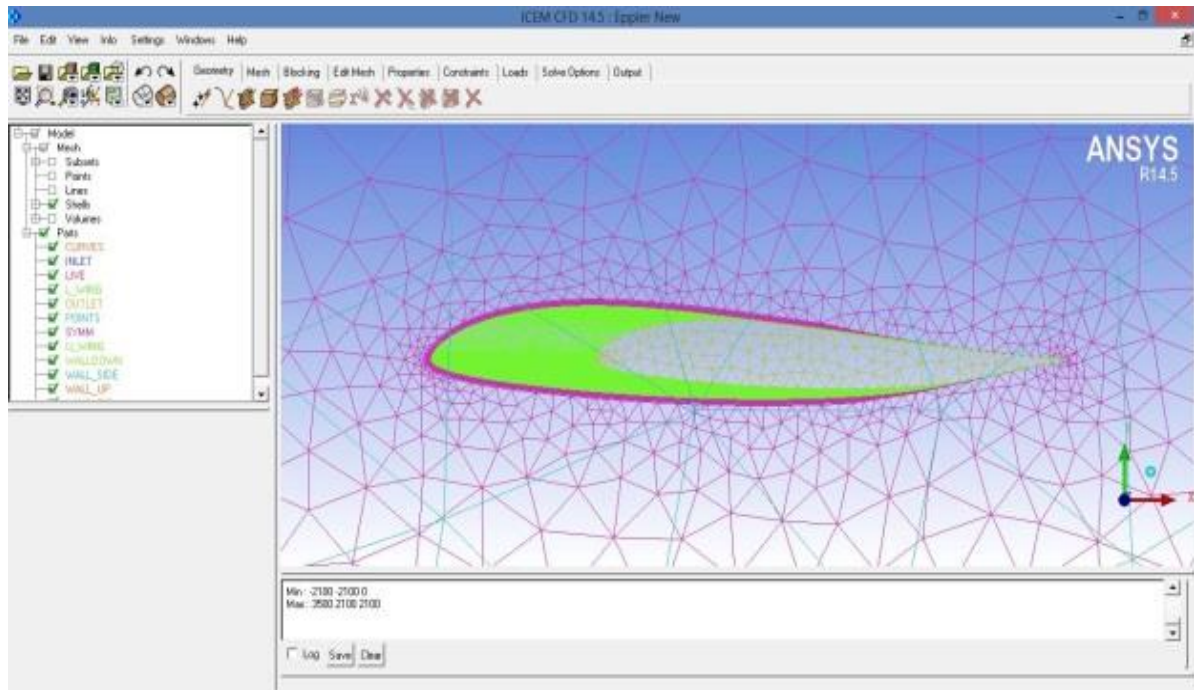 ICEM CFD 14.5 : Eppler New
File Edit View Info Settings Windows Help
Geometry Mesh Blocking Edit Mesh Properties Constraints Loads Solve Options Output
Model
Mesh
Subsets
Points
Lines
Shells
Volumes
Parts
CURVES
INLET
LIVE
L_WING
OUTLET
POINTS
SYMM
U_WING
WALLDOWN
WALL_SIDE
WALL_UP
ANSYS
R14.5
Min : -2100 -2100 0
Max : 3500 2100 2100
Log Save Clear